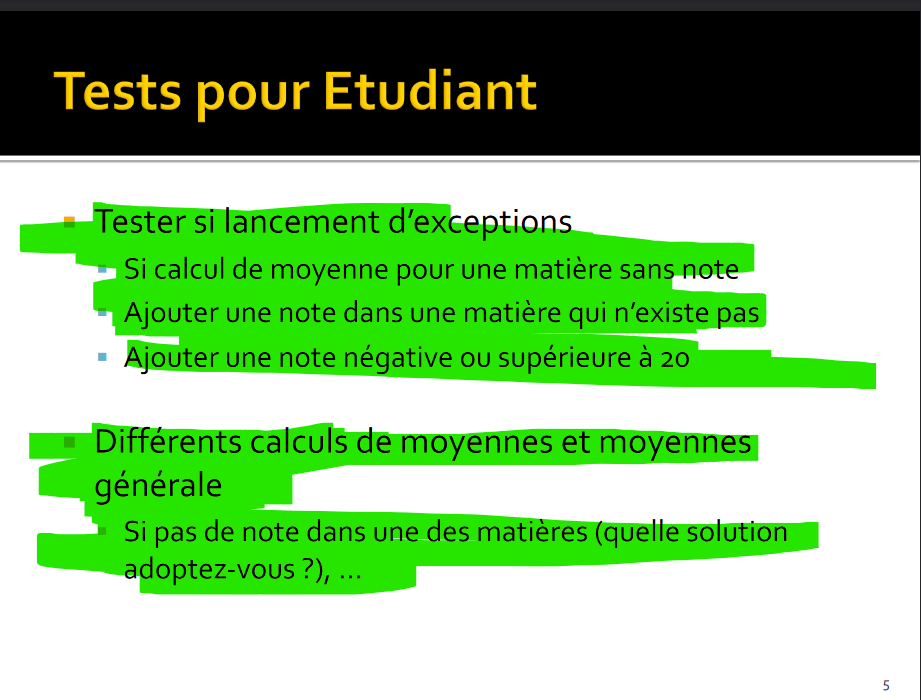 Tests pour Etudiant
Tester si lancement d’exceptions
Si calcul de moyenne pour une matière sans note
Ajouter une note dans une matière qui n’existe pas
Ajouter une note négative ou supérieure à 20
Différents calculs de moyennes et moyennes
générale
Si pas de note dans une des matières (quelle solution
adoptez-vous ?), …
5